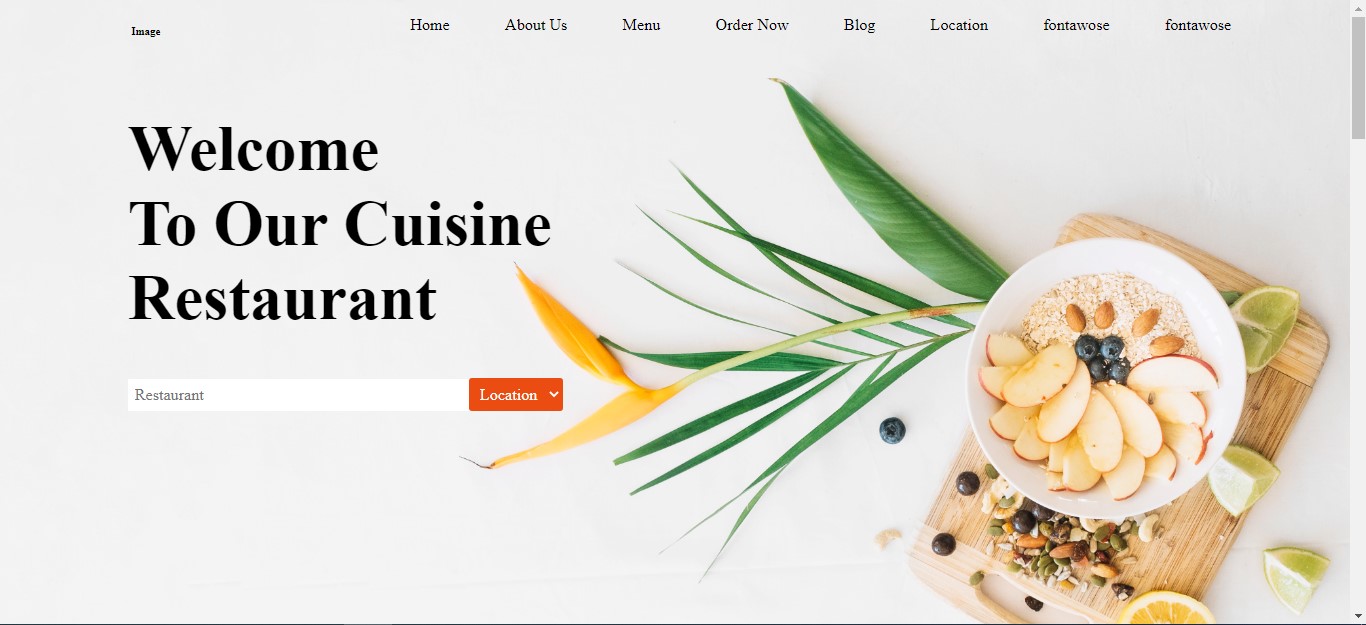 Image
Home About Us Menu Order Now Blog Location fontawose fontawose
Welcome
To Our Cuisine
Restaurant
Restaurant Location